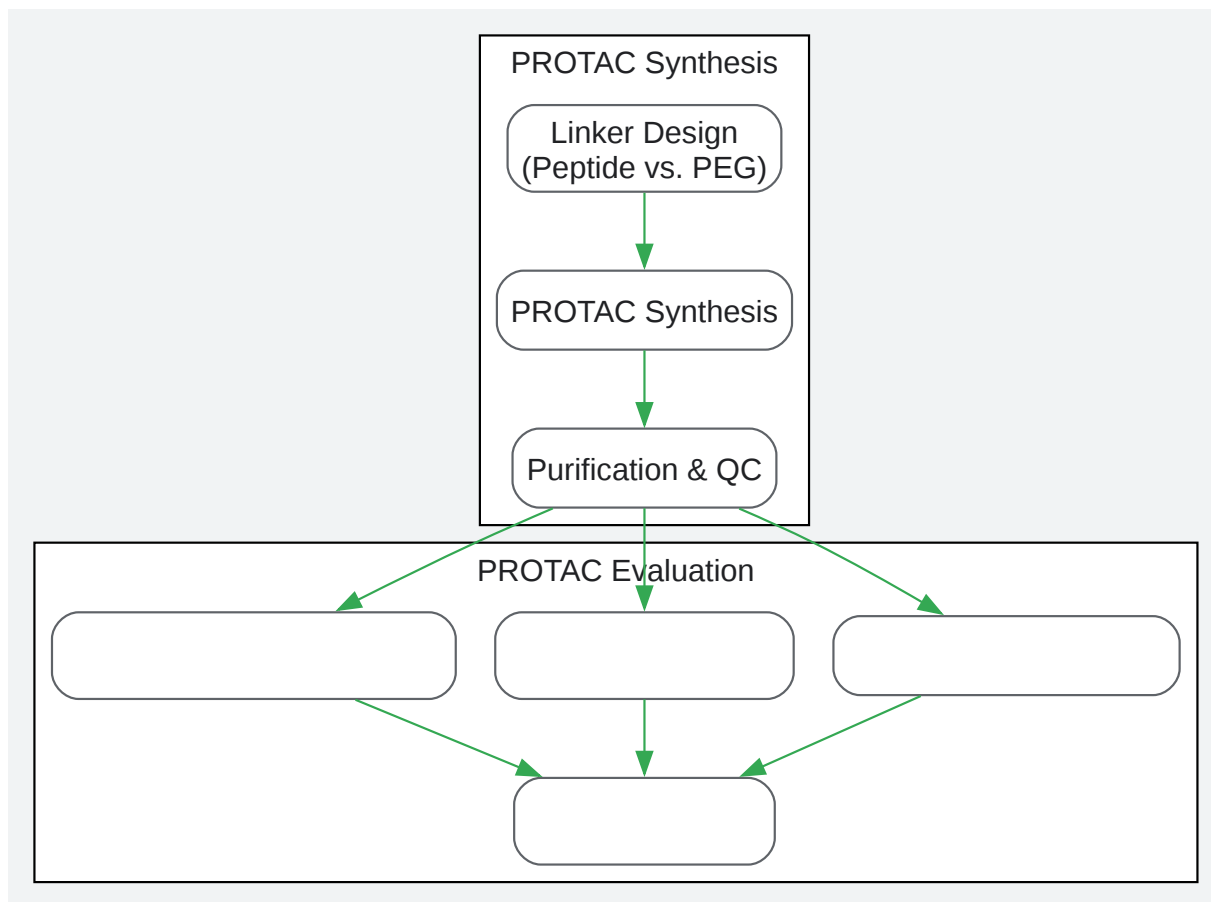 PROTAC Synthesis
Linker Design
(Peptide vs. PEG)
PROTAC Synthesis
Purification & QC
PROTAC Evaluation